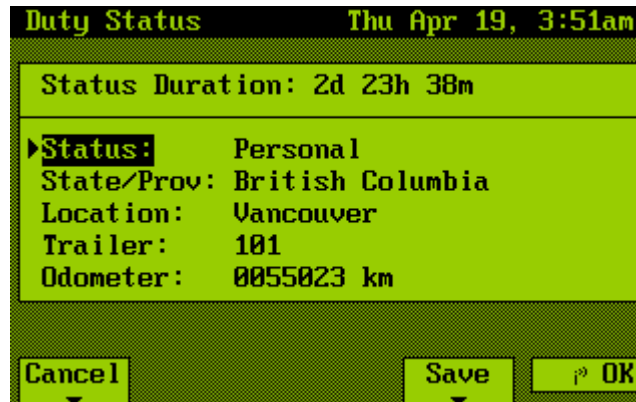 Duty Status Thu Apr 19, 3:51am
Status Duration: 2d 23h 38m
Status: Personal
State/Prov: British Columbia
Location: Vancouver
Trailer: 101
Odometer: 0055023 km
Cancel Save OK